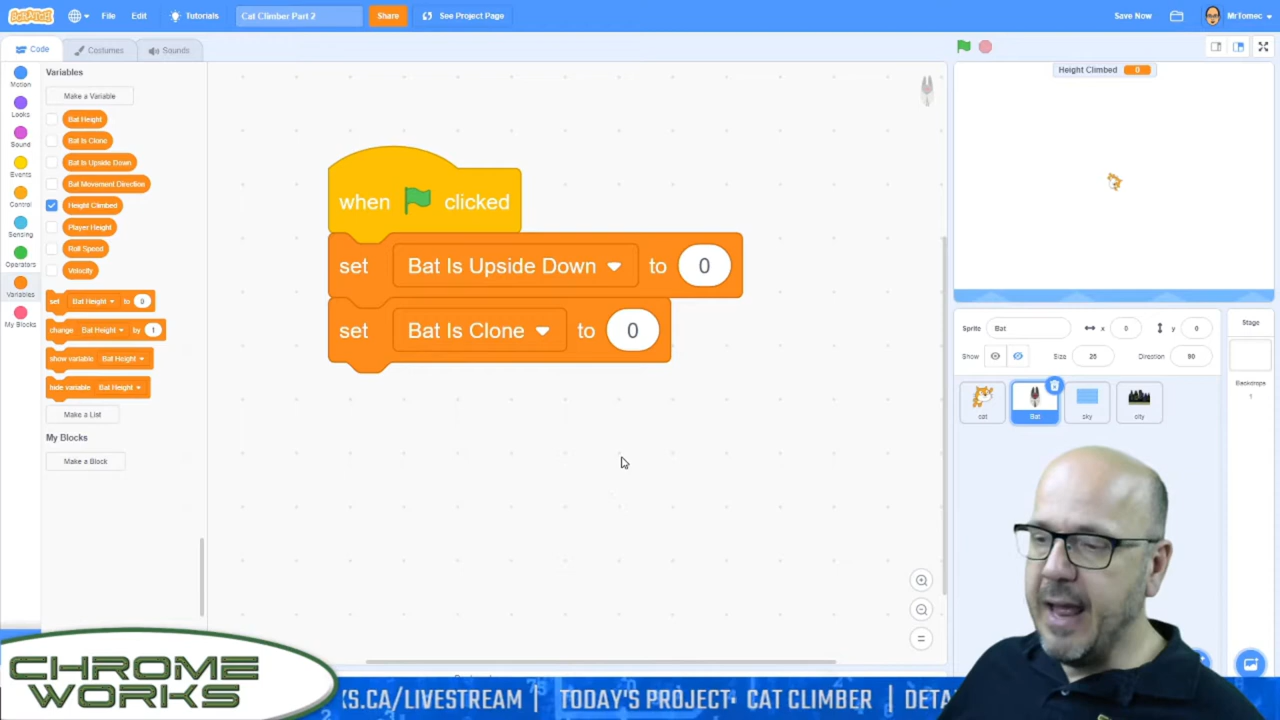 SCRATCH
File
Edit
Tutorials
Cat Climber Part 2
Share
See Project Page
Save Now
MrTomec
Code
Costumes
Sounds
Motion
Looks
Sound
Events
Control
Sensing
Operators
Variables
My Blocks
Variables
Make a Variable
Bat Height
Bat Is Clone
Bat Is Upside Down
Bat Movement Direction
Height Climbed
Player Height
Roll Speed
Velocity
set Bat Height to 0
change Bat Height by 1
show variable Bat Height
hide variable Bat Height
Make a List
My Blocks
Make a Block
when clicked
set Bat Is Upside Down to 0
set Bat Is Clone to 0
Height Climbed 0
Sprite Bat x 0 y 0
Show Size 28 Direction 90
cat
Bat
sky
city
Stage
Backdrops
1
CHROME
WORKS
KS.CA/LIVESTREAM | TODAY'S PROJECT: CAT CLIMBER | DETA